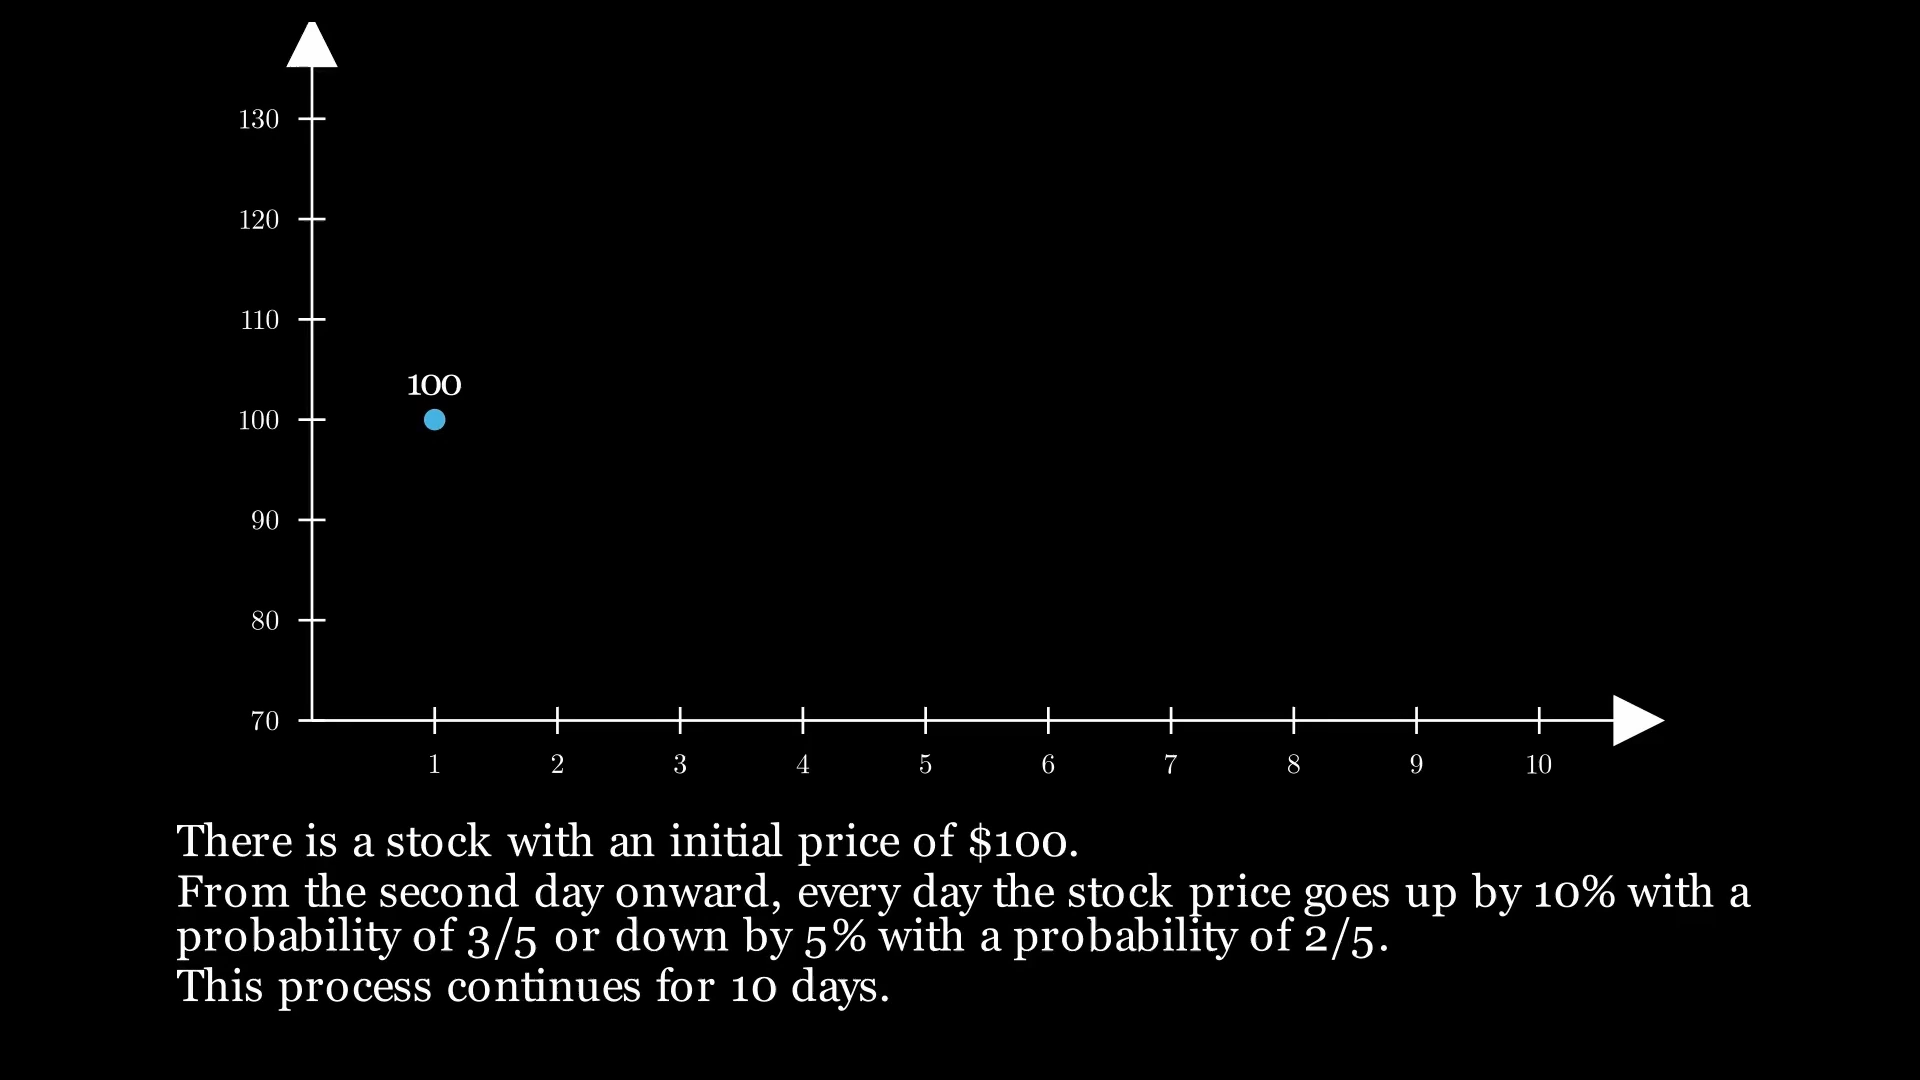 130
120
110
100
100
90
80
70
1 2 3 4 5 6 7 8 9 10
There is a stock with an initial price of $100.
From the second day onward, every day the stock price goes up by 10% with a
probability of 3/5 or down by 5% with a probability of 2/5.
This process continues for 10 days.